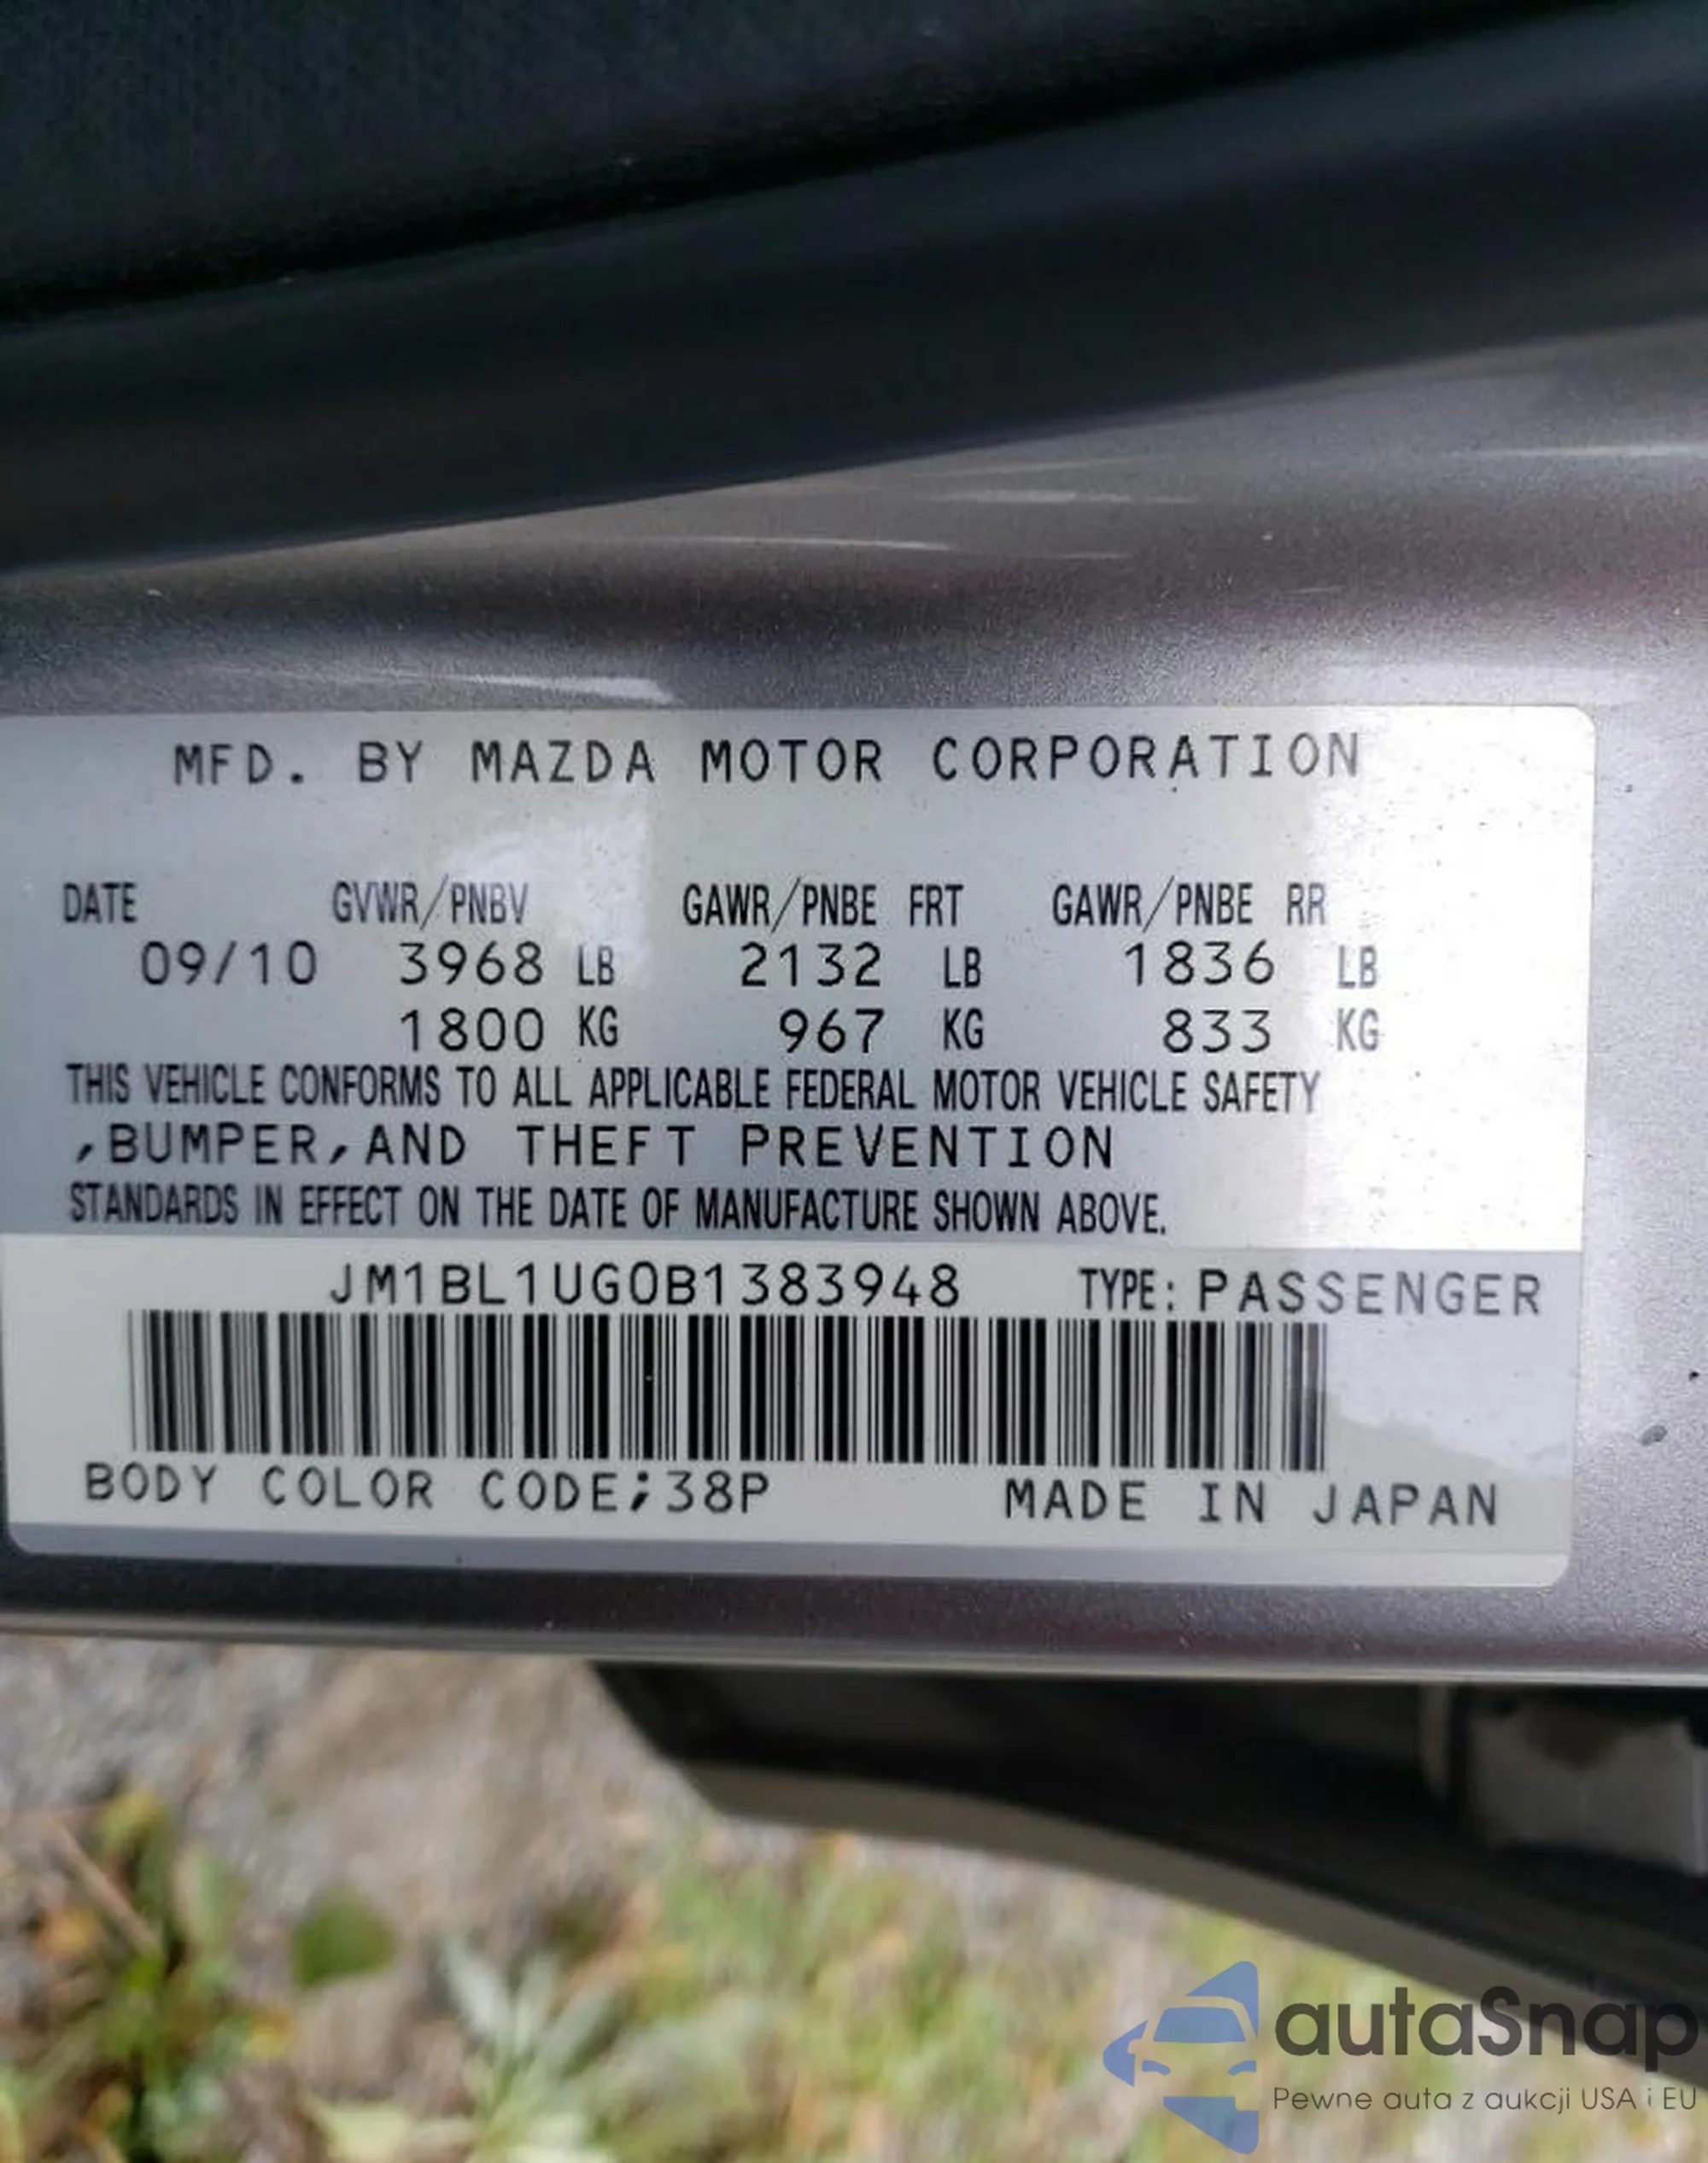 MFD. BY MAZDA MOTOR CORPORATION
DATE GVWR/PNBV GAWR/PNBE FRT GAWR/PNBE RR
09/10 3968 LB 2132 LB 1836 LB
1800 KG 967 KG 833 KG
THIS VEHICLE CONFORMS TO ALL APPLICABLE FEDERAL MOTOR VEHICLE SAFETY
,BUMPER,AND THEFT PREVENTION
STANDARDS IN EFFECT ON THE DATE OF MANUFACTURE SHOWN ABOVE.
JM1BL1UG0B1383948 TYPE: PASSENGER
BODY COLOR CODE;38P MADE IN JAPAN
autaSnap
Pewne auta z aukcji USA i EU